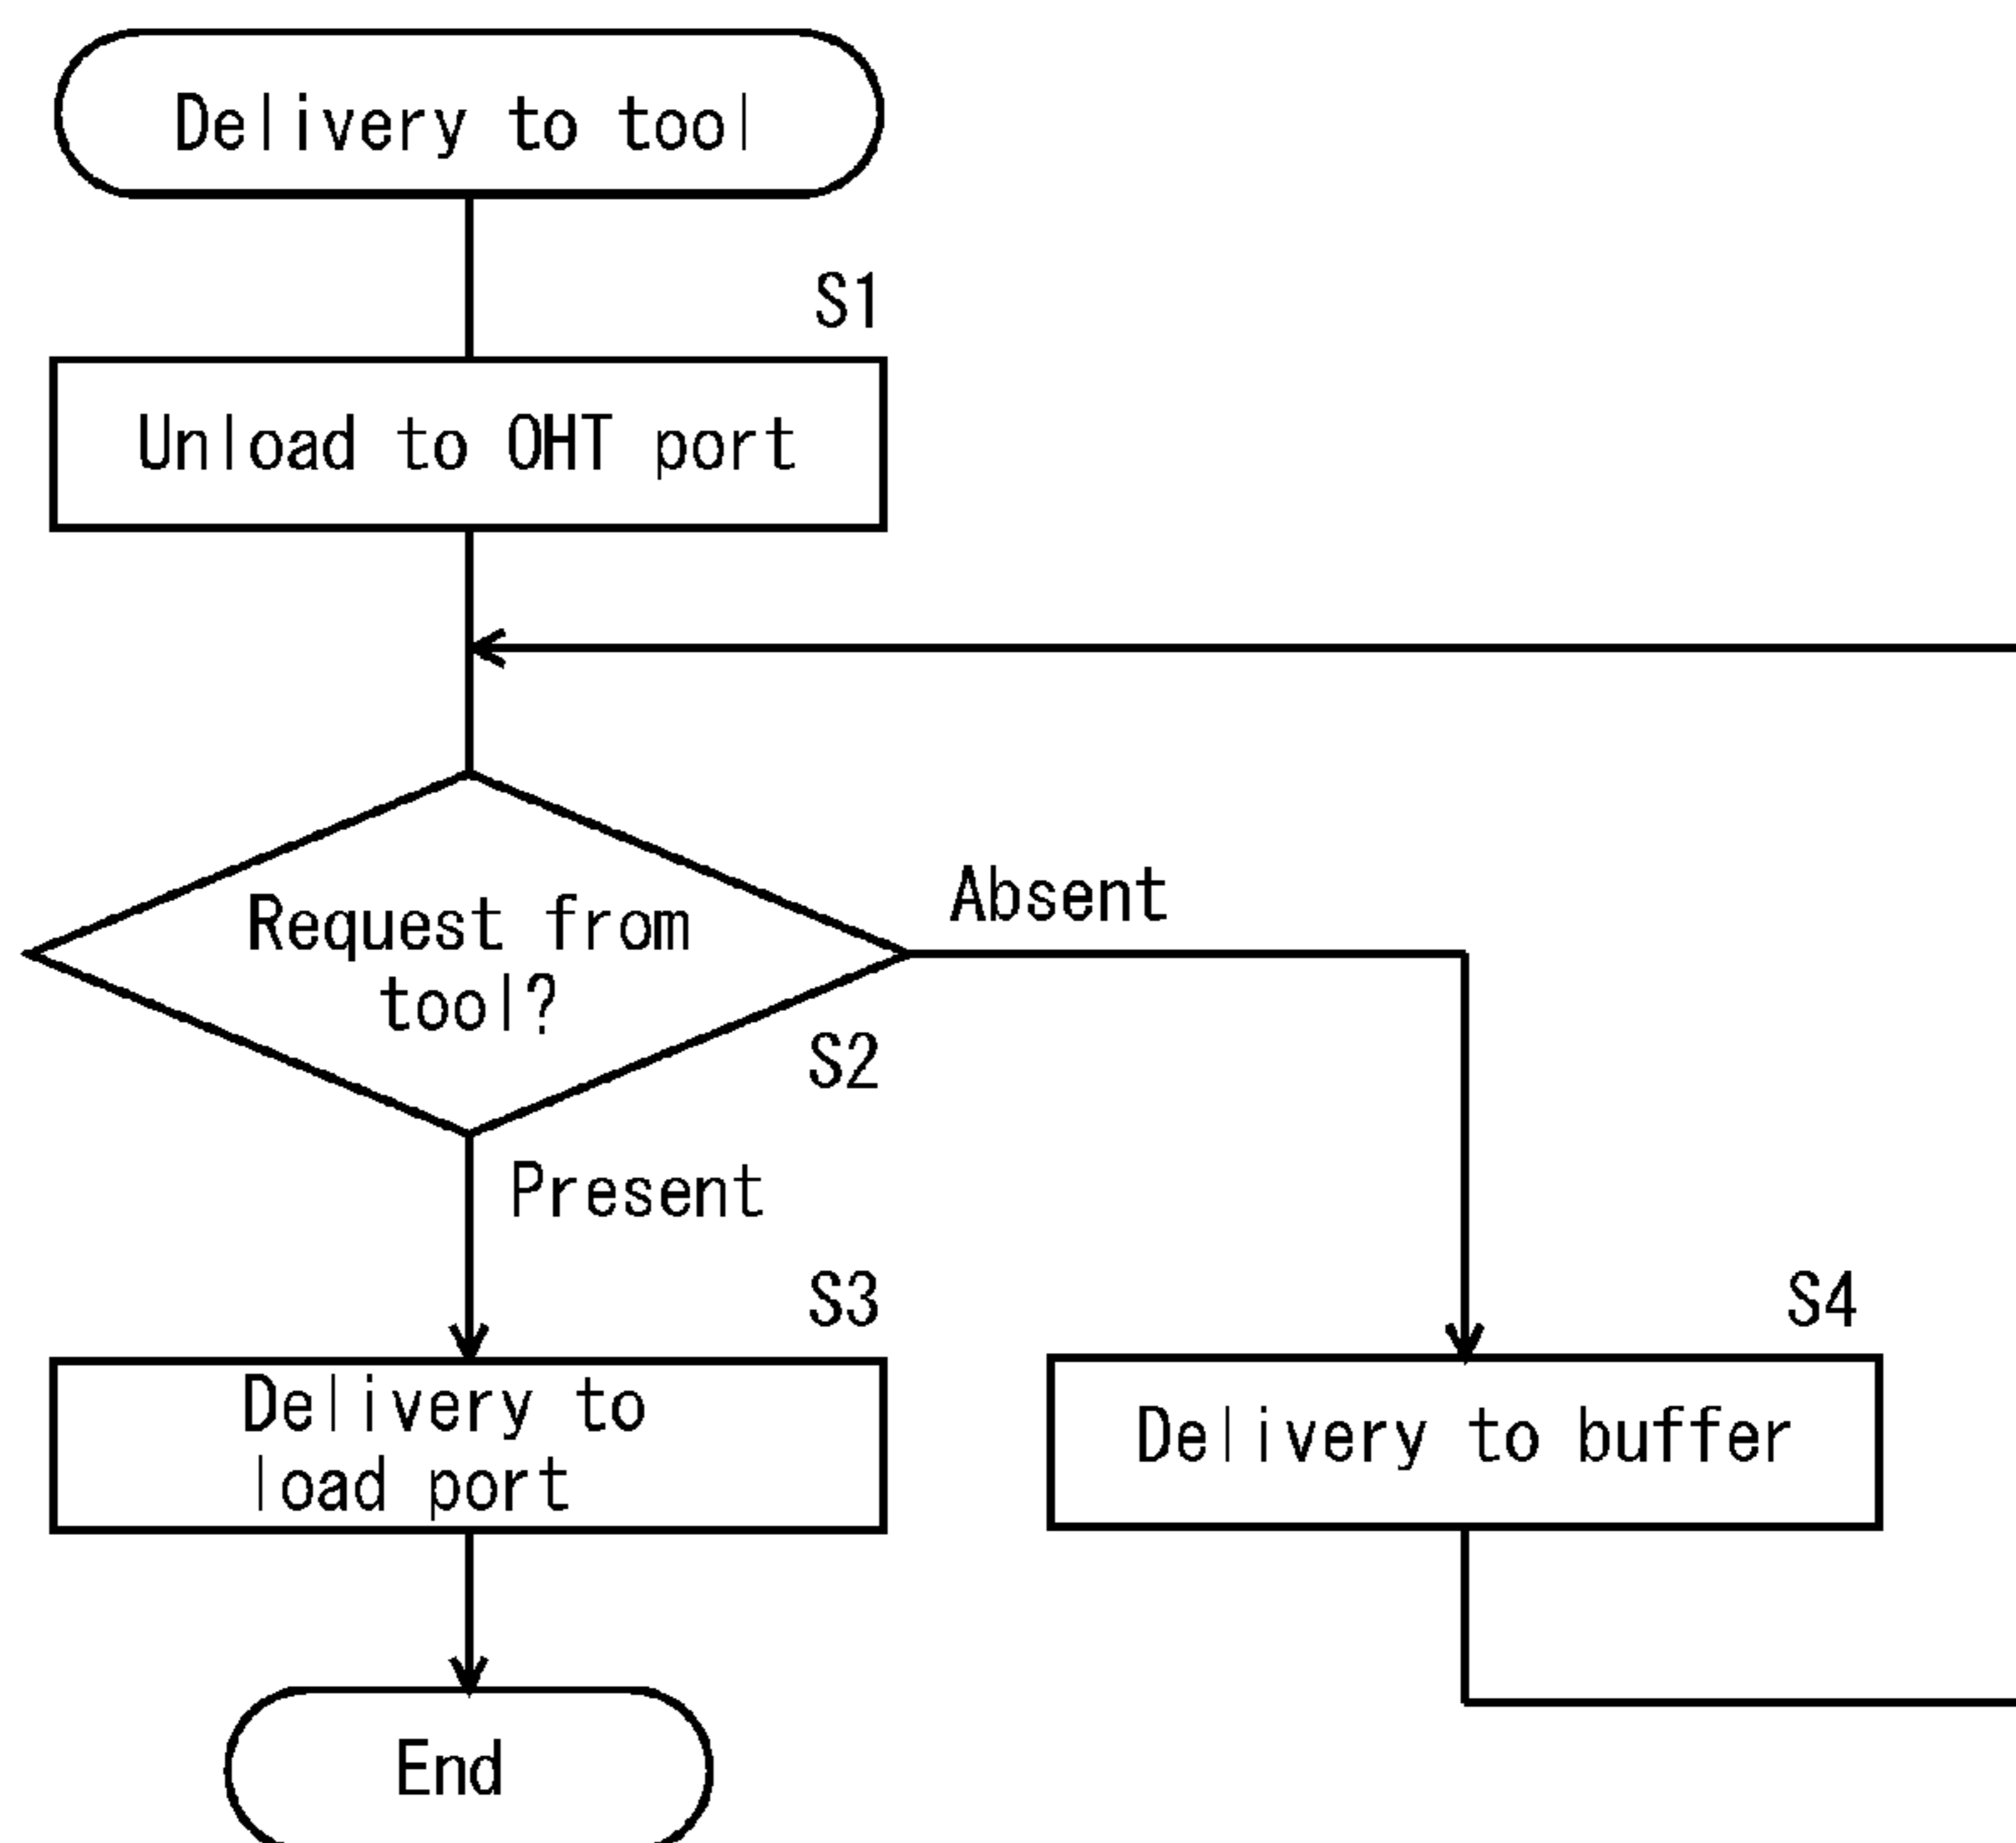 Delivery to tool
S1
Unload to OHT port
Absent
Request from
tool?
S2
Present
S3
S4
Delivery to
load port
Delivery to buffer
End